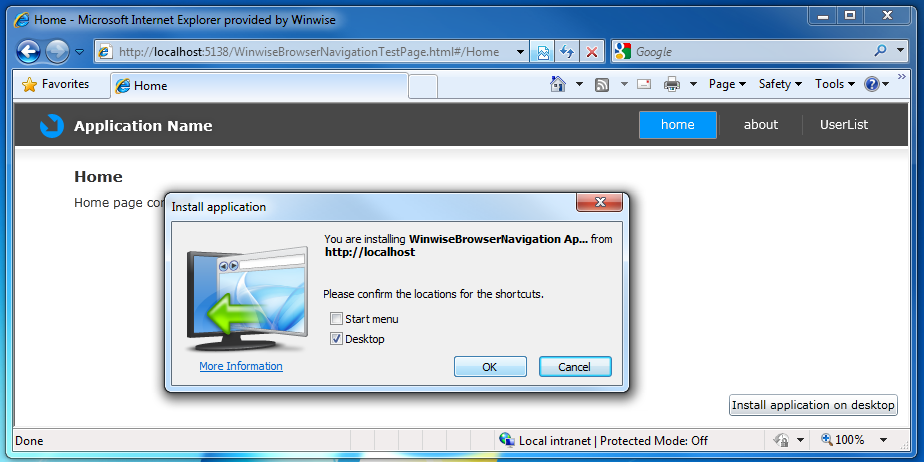 Home - Microsoft Internet Explorer provided by Winwise
http://localhost:5138/WinwiseBrowserNavigationTestPage.html#/Home
Google
Favorites
Home
Page
Safety
Tools
Application Name
home
about
UserList
Home
Home page con
Install application
You are installing WinwiseBrowserNavigation Ap... from
http://localhost
Please confirm the locations for the shortcuts.
Start menu
Desktop
More Information
OK
Cancel
Install application on desktop
Done
Local intranet | Protected Mode: Off
100%